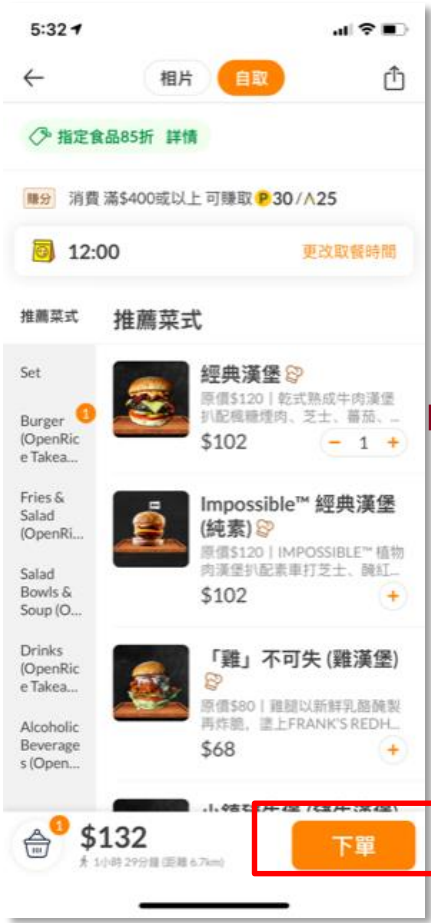 5:32
相片
自取
指定食品85折 詳情
賺分 消費 滿$400或以上 可賺取 P 30 / 25
12:00
更改取餐時間
推薦菜式
推薦菜式
Set
Burger
(OpenRic
e Takea...
1
Fries &
Salad
(OpenRi...
Salad
Bowls &
Soup (O...
Drinks
(OpenRic
e Takea...
Alcoholic
Beverage
s (Open...
經典漢堡
原價$120 | 乾式熟成牛肉漢堡
扒配楓糖煙肉、芝士、蕃茄、...
$102
- 1 +
Impossible™ 經典漢堡
(純素)
原價$120 | IMPOSSIBLE™ 植物
肉漢堡扒配素車打芝士、醃紅...
$102
+
「雞」不可失 (雞漢堡)
原價$80 | 雞腿以新鮮乳酪醃製
再炸脆，塗上FRANK'S REDH...
$68
+
1
$132
1小時 29分鐘 (距離 6.7km)
下單